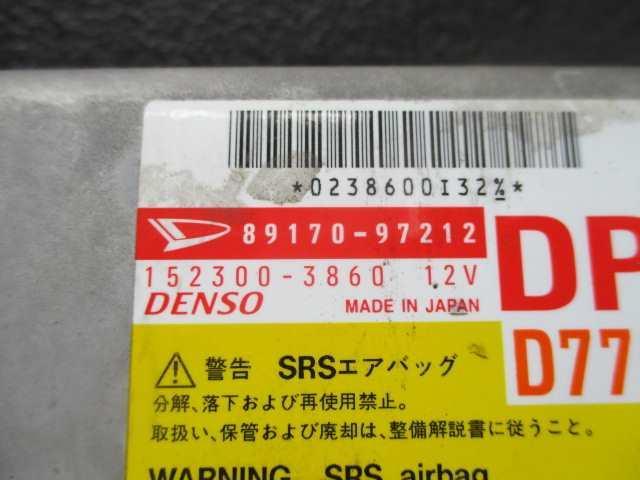 *0238600I32%*
89170-97212
152300-3860 12V
DENSO MADE IN JAPAN
DP
D77
警告 SRSエアバッグ
分解、落下および再使用禁止。
取扱い、保管および廃却は、整備解説書に従うこと。
WARNING SRS airbag